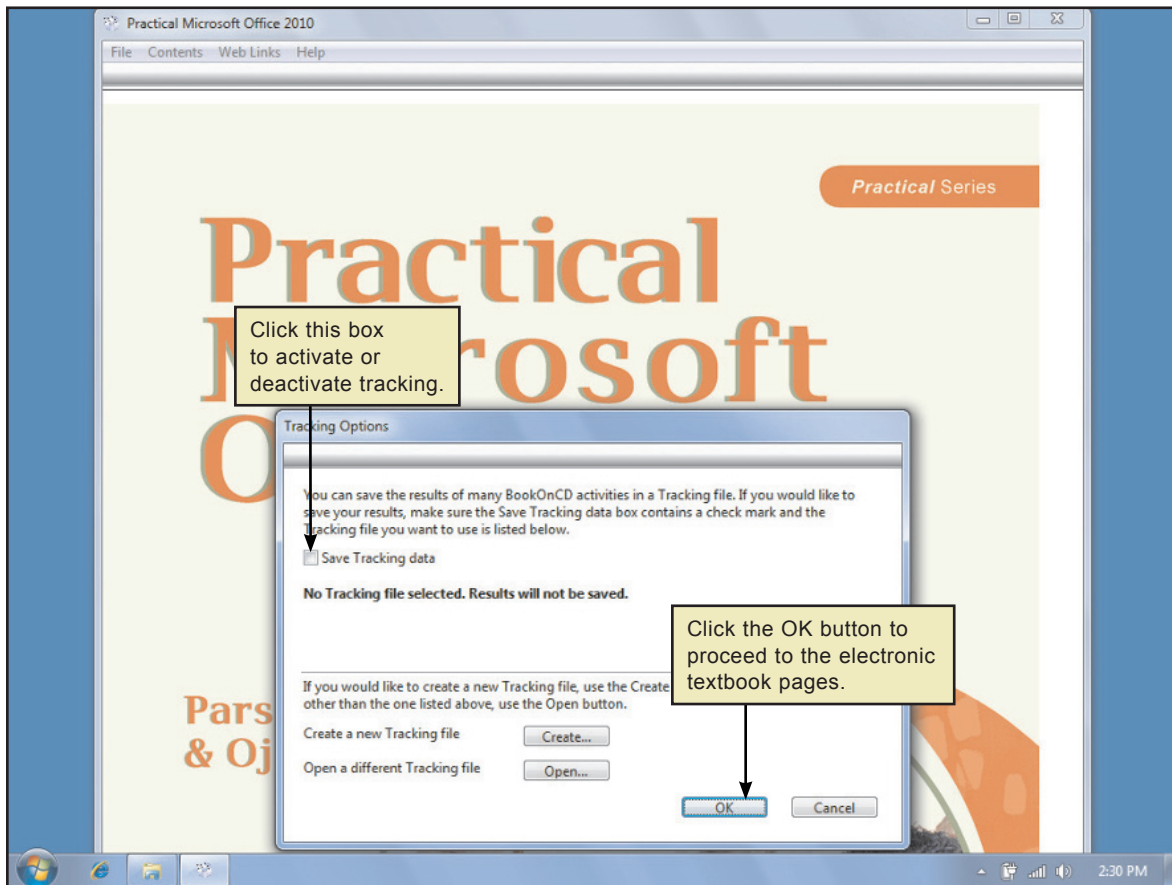 Practical Microsoft Office 2010
File Contents Web Links Help
Practical Series
Practical
Click this box
to activate or
deactivate tracking.
rosoft
O
Tracking Options
You can save the results of many BookOnCD activities in a Tracking file. If you would like to
save your results, make sure the Save Tracking data box contains a check mark and the
Tracking file you want to use is listed below.
Save Tracking data
No Tracking file selected. Results will not be saved.
Click the OK button to
proceed to the electronic
textbook pages.
If you would like to create a new Tracking file, use the Create
other than the one listed above, use the Open button.
Pars
& Oj
Create a new Tracking file Create...
Open a different Tracking file Open...
OK Cancel
2:30 PM